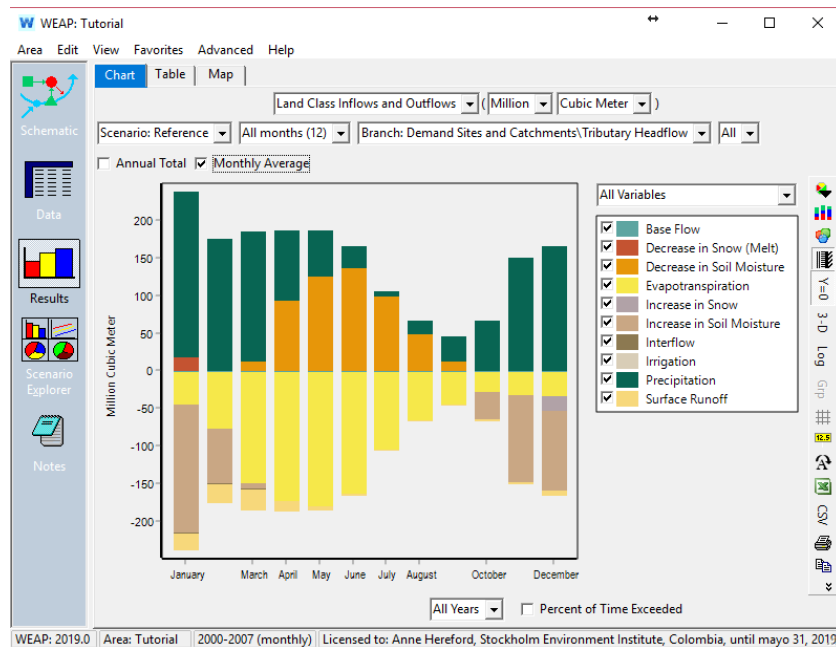 WEAP: Tutorial
Area Edit View Favorites Advanced Help
Chart Table Map
Land Class Inflows and Outflows ( Million Cubic Meter )
Scenario: Reference All months (12) Branch: Demand Sites and Catchments\Tributary Headflow All
Annual Total Monthly Average
Schematic
Data
Results
Scenario
Explorer
Notes
Million Cubic Meter
200
150
100
50
0
-50
-100
-150
-200
January March April May June July August October December
All Variables
Base Flow
Decrease in Snow (Melt)
Decrease in Soil Moisture
Evapotranspiration
Increase in Snow
Increase in Soil Moisture
Interflow
Irrigation
Precipitation
Surface Runoff
Y=0
3-D
Log
Grp
12.5
A
CSV
All Years Percent of Time Exceeded
WEAP: 2019.0 Area: Tutorial 2000-2007 (monthly) Licensed to: Anne Hereford, Stockholm Environment Institute, Colombia, until mayo 31, 2019